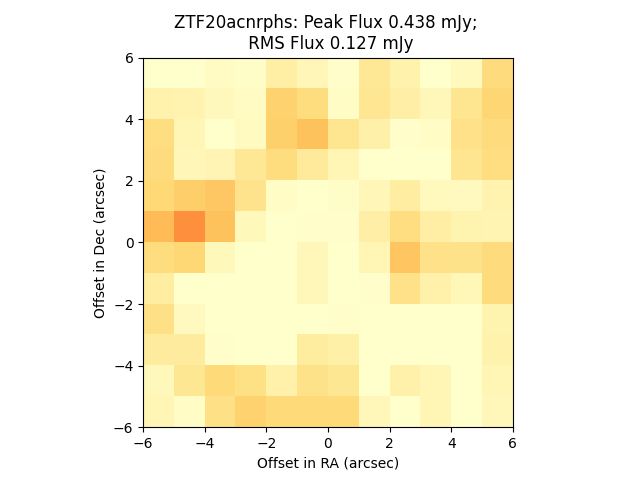 ZTF20acnrphs: Peak Flux 0.438 mJy;
RMS Flux 0.127 mJy
6
4
2
0
−2
−4
−6
Offset in Dec (arcsec)
−6 −4 −2 0 2 4 6
Offset in RA (arcsec)